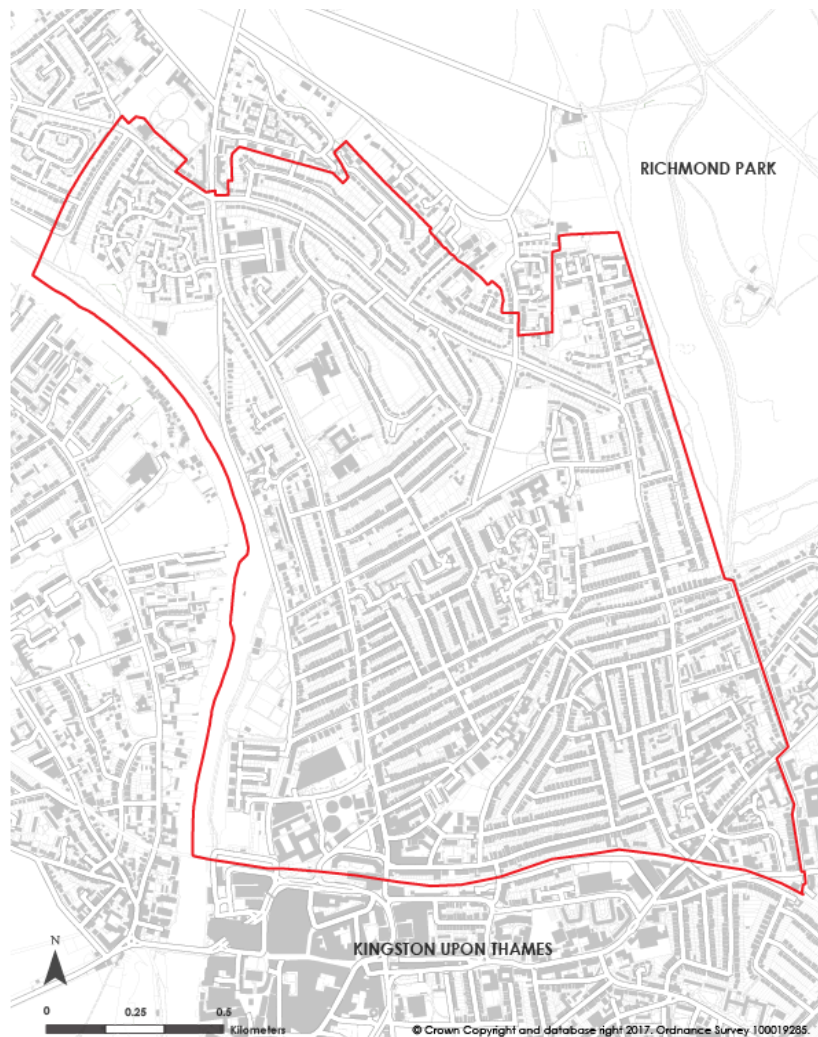 RICHMOND PARK
KINGSTON UPON THAMES
N
0 0.25 0.5
Kilometers
© Crown Copyright and database right 2017. Ordnance Survey 100019285.